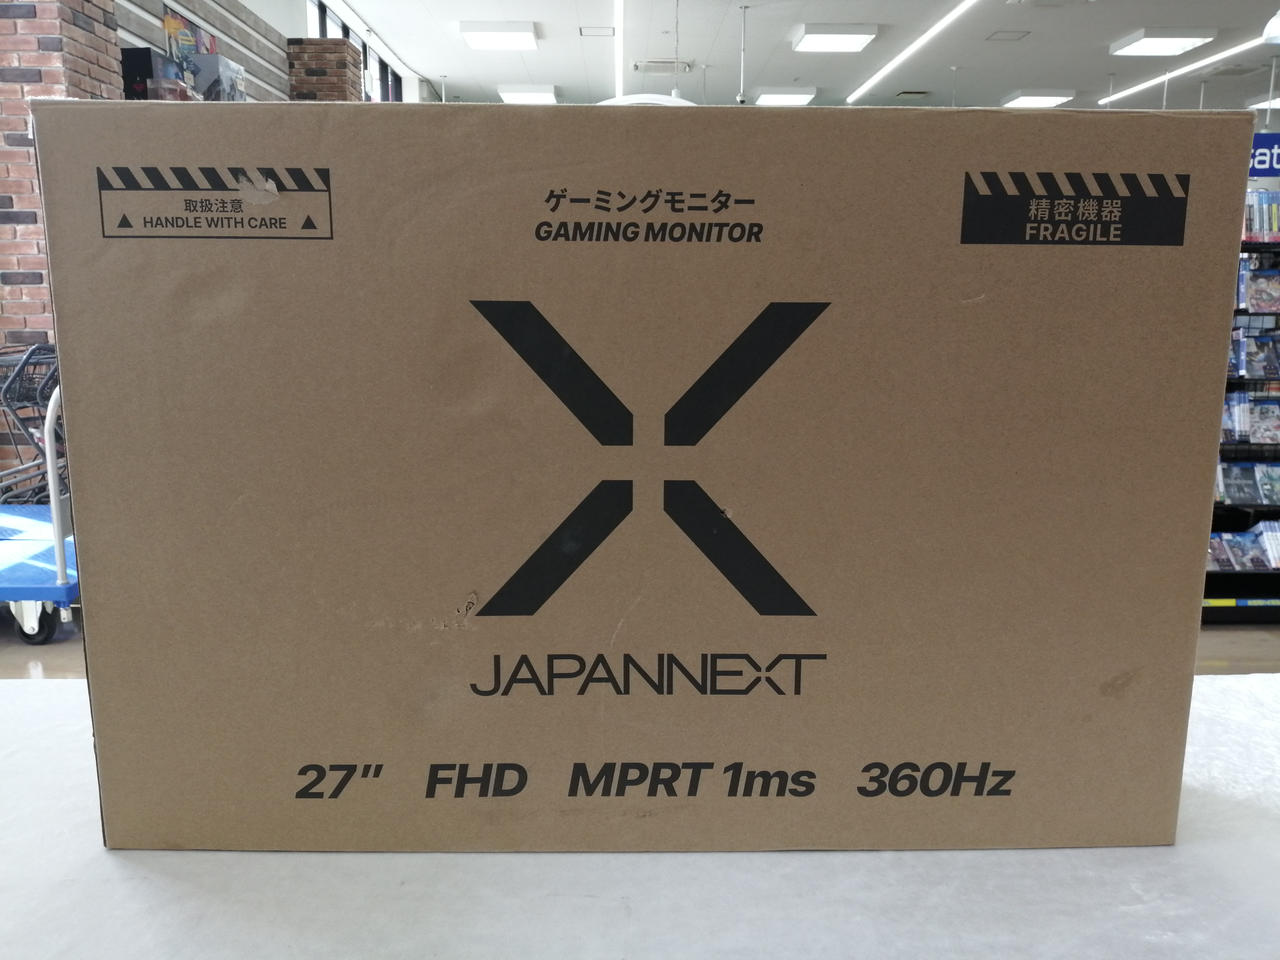 取扱注意
HANDLE WITH CARE
ゲーミングモニター
GAMING MONITOR
精密機器
FRAGILE
JAPANNEXT
27" FHD MPRT 1ms 360Hz